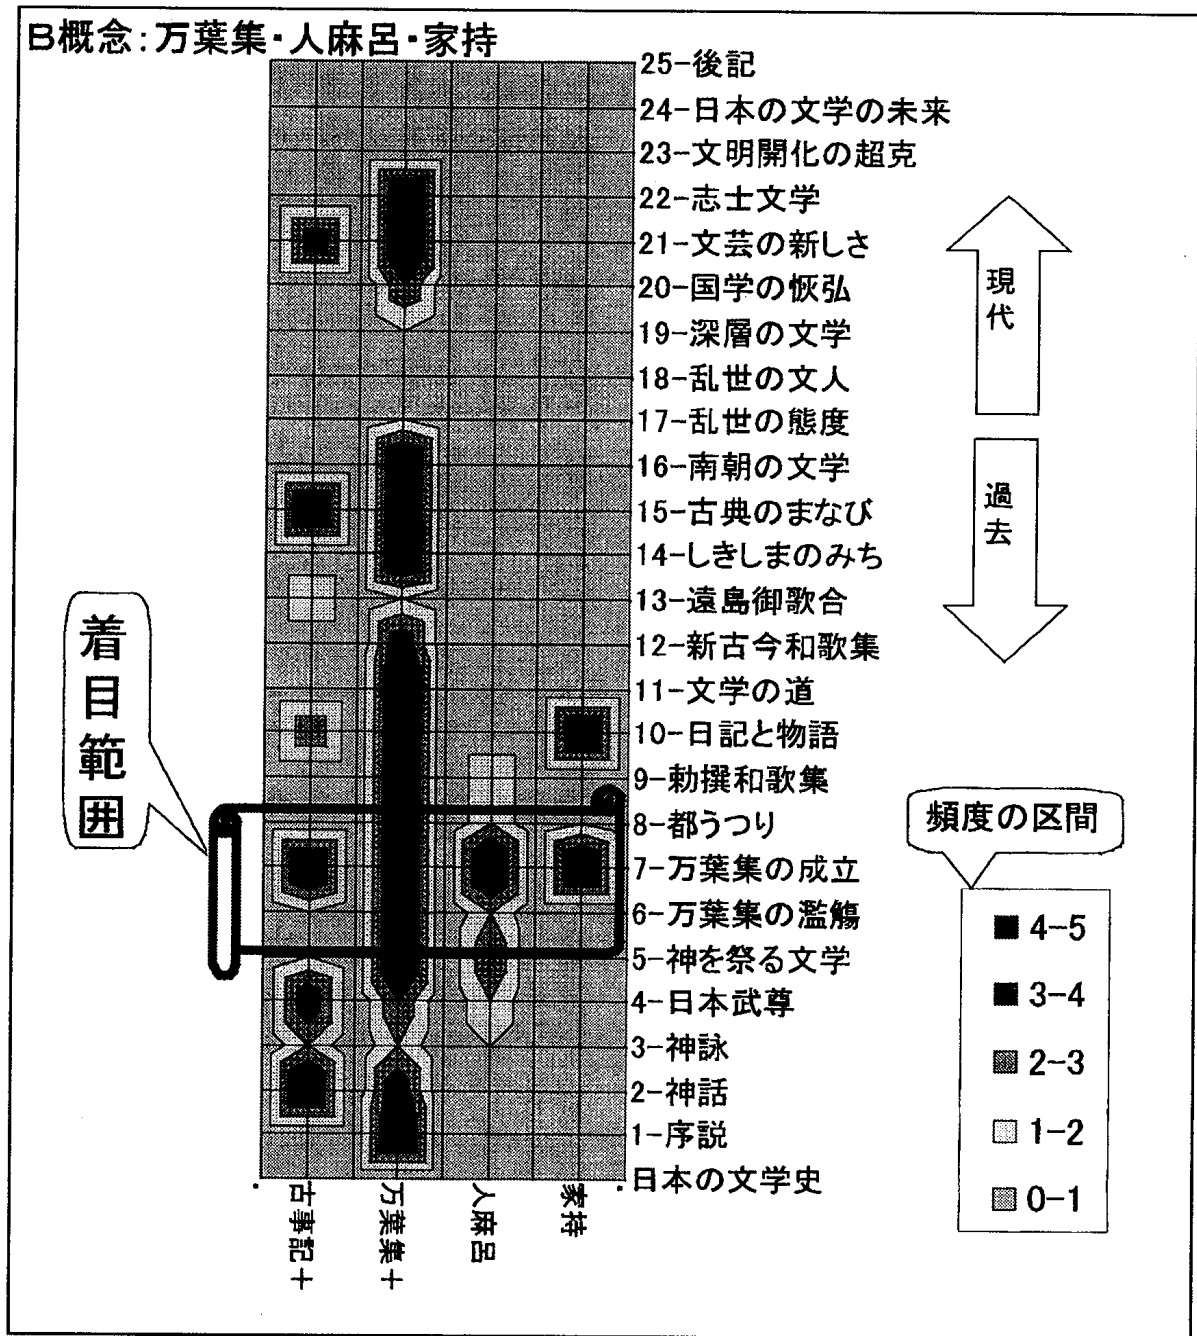 B概念:万葉集・人麻呂・家持
25-後記
24-日本の文学の未来
23-文明開化の超克
22-志士文学
21-文芸の新しさ
20-国学の恢弘
19-深層の文学
18-乱世の文人
17-乱世の態度
16-南朝の文学
15-古典のまなび
14-しきしまのみち
13-遠島御歌合
12-新古今和歌集
11-文学の道
10-日記と物語
9-勅撰和歌集
8-都うつり
7-万葉集の成立
6-万葉集の濫觴
5-神を祭る文学
4-日本武尊
3-神詠
2-神話
1-序説
日本の文学史
古事記+
万葉集+
人麻呂
家持
現代
過去
着目範囲
頻度の区間
4-5
3-4
2-3
1-2
0-1